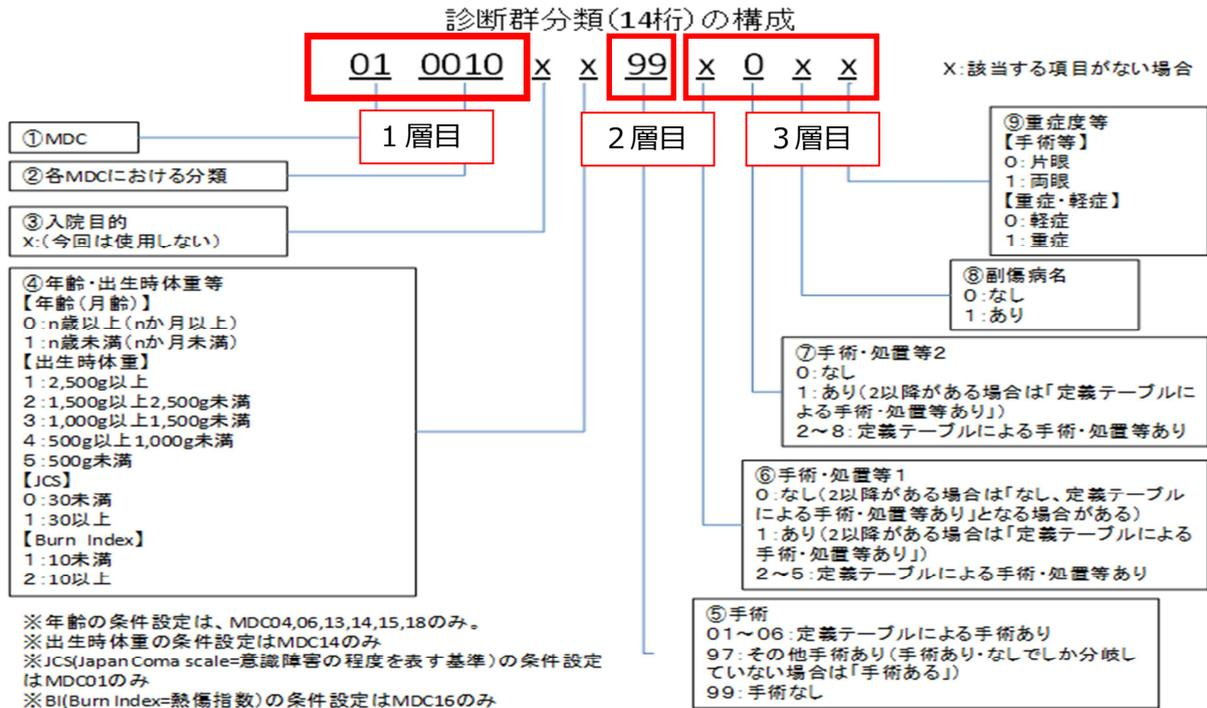 診断群分類(14桁)の構成
01 0010 x x 99 x 0 x x
X:該当する項目がない場合
1層目
2層目
3層目
①MDC
②各MDCにおける分類
③入院目的
x:(今回は使用しない)
④年齢・出生時体重等
【年齢(月齢)】
0:n歳以上(nか月以上)
1:n歳未満(nか月未満)
【出生時体重】
1:2,500g以上
2:1,500g以上2,500g未満
3:1,000g以上1,500g未満
4:500g以上1,000g未満
5:500g未満
【JCS】
0:30未満
1:30以上
【Burn Index】
1:10未満
2:10以上
※年齢の条件設定は、MDC04,06,13,14,15,18のみ。
※出生時体重の条件設定はMDC14のみ
※JCS(Japan Coma scale=意識障害の程度を表す基準)の条件設定
はMDC01のみ
※BI(Burn Index=熱傷指数)の条件設定はMDC16のみ
⑨重症度等
【手術等】
0:片眼
1:両眼
【重症・軽症】
0:軽症
1:重症
⑧副傷病名
0:なし
1:あり
⑦手術・処置等2
0:なし
1:あり(2以降がある場合は「定義テーブルに
よる手術・処置等あり」)
2~8:定義テーブルによる手術・処置等あり
⑥手術・処置等1
0:なし(2以降がある場合は「なし、定義テーブル
による手術・処置等あり」となる場合がある)
1:あり(2以降がある場合は「定義テーブルによる
手術・処置等あり」)
2~5:定義テーブルによる手術・処置等あり
⑤手術
01~06:定義テーブルによる手術あり
97:その他手術あり(手術あり・なしでしか分岐し
ていない場合は「手術ある」)
99:手術なし